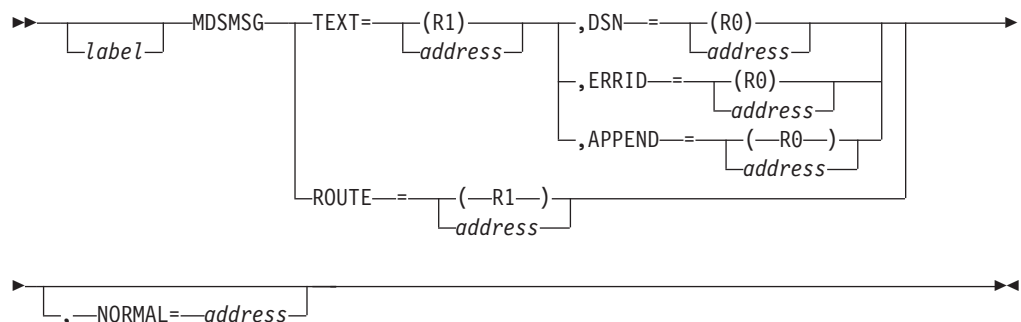 MDSMSG TEXT= (R1) ,DSN = (R0)
label address address
,ERRID = (R0)
address
,APPEND = ( R0 )
address
ROUTE = ( R1 )
address
, NORMAL= address